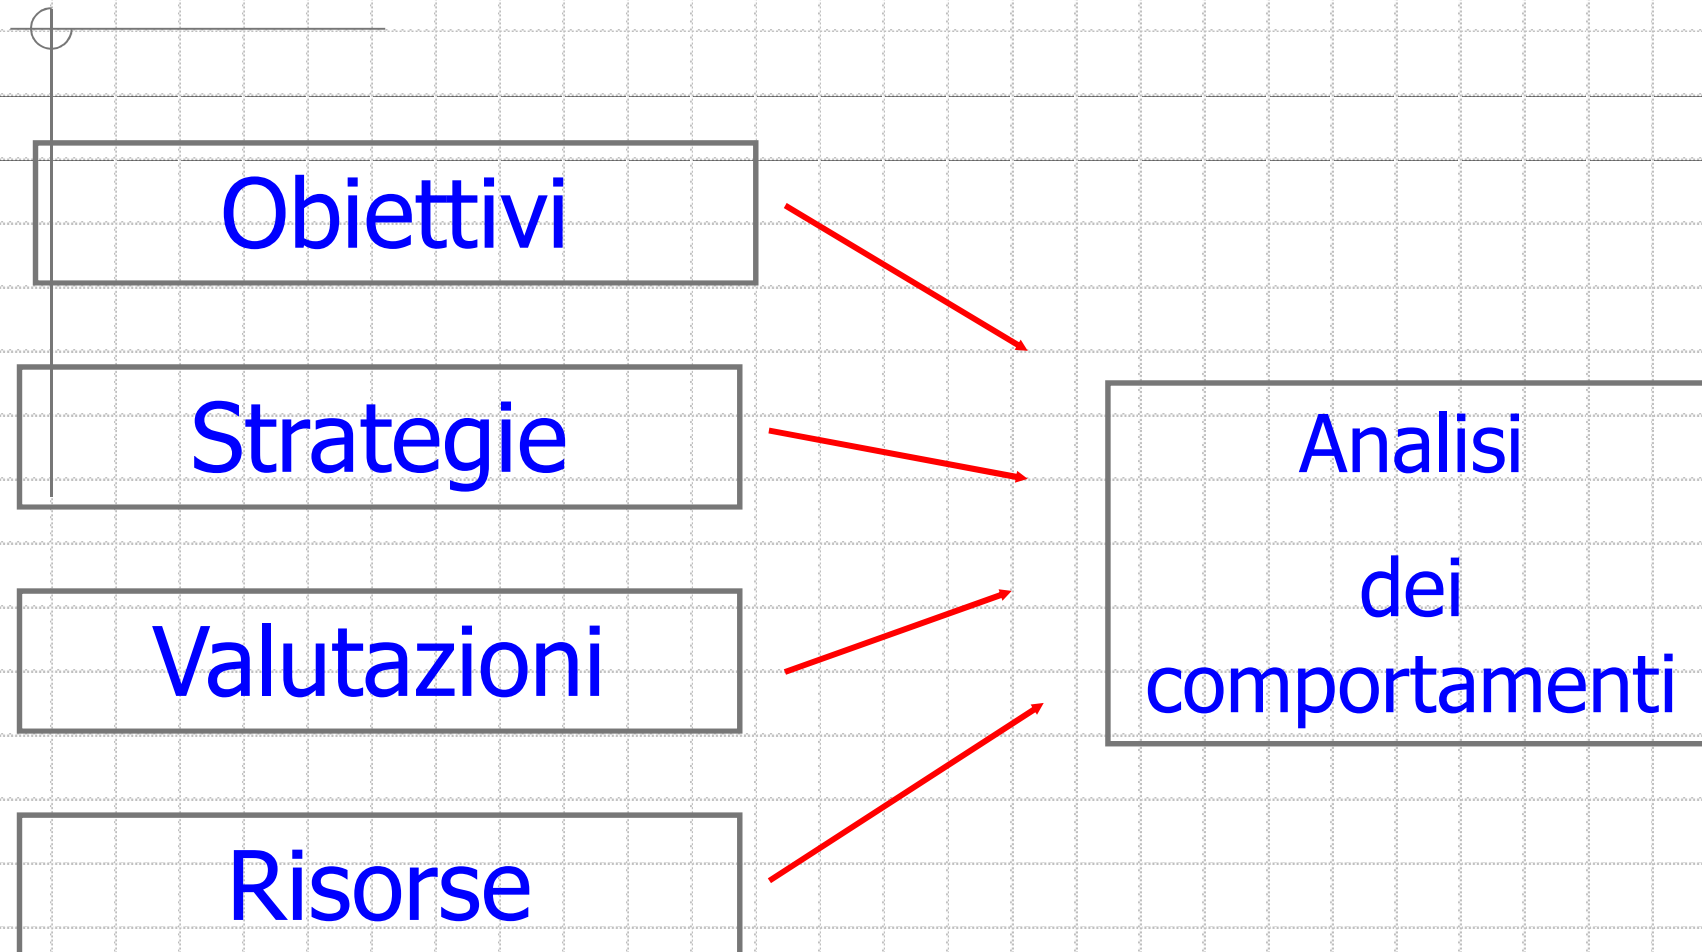 Obiettivi
Strategie
Valutazioni
Risorse
Analisi
dei
comportamenti